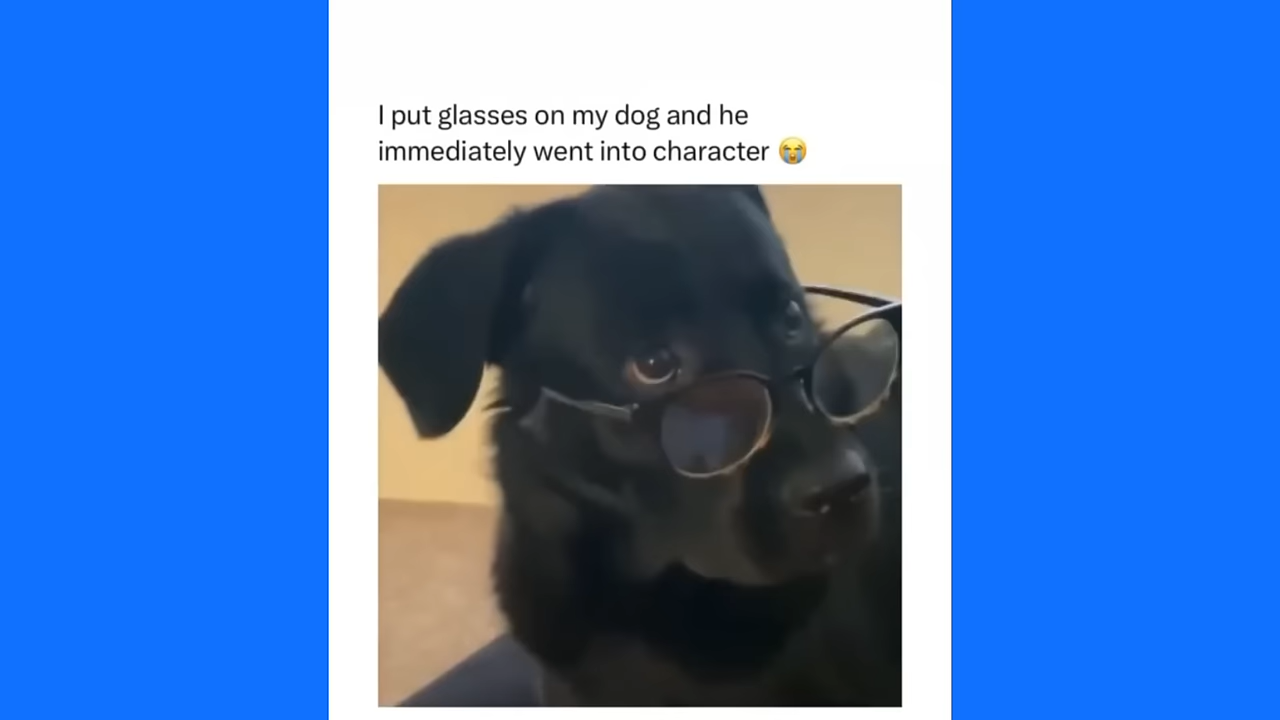 I put glasses on my dog and he
immediately went into character 😭